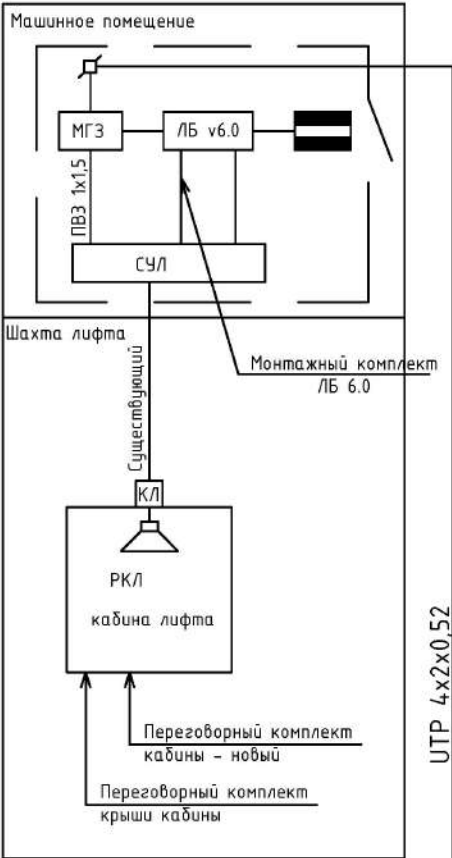 Машинное помещение
МГЗ
ЛБ v6.0
ПВЗ 1х1,5
СУЛ
Шахта лифта
Монтажный комплект
ЛБ 6.0
Существующий
КЛ
РКЛ
кабина лифта
UTP 4x2x0,52
Переговорный комплект
кабины - новый
Переговорный комплект
крыши кабины